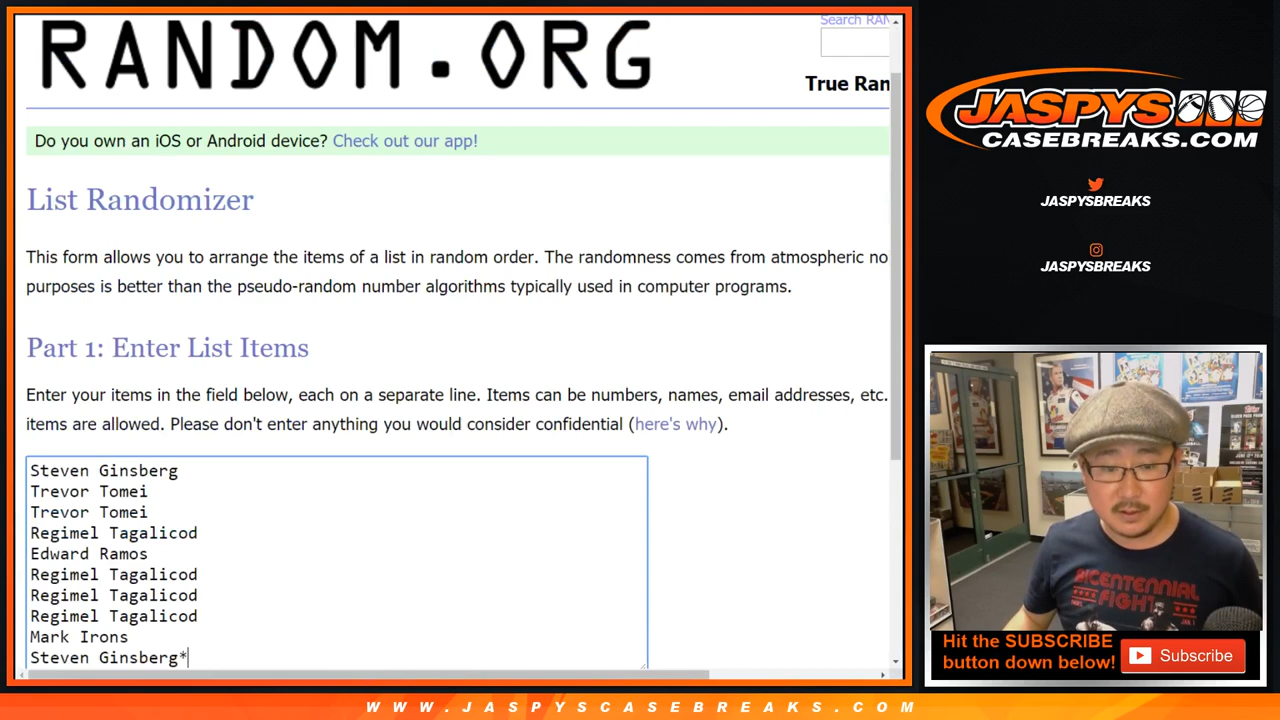 RANDOM.ORG
Search RAN
True Ran
Do you own an iOS or Android device? Check out our app!
List Randomizer
This form allows you to arrange the items of a list in random order. The randomness comes from atmospheric no
purposes is better than the pseudo-random number algorithms typically used in computer programs.
Part 1: Enter List Items
Enter your items in the field below, each on a separate line. Items can be numbers, names, email addresses, etc.
items are allowed. Please don't enter anything you would consider confidential (here's why).
Steven Ginsberg
Trevor Tomei
Trevor Tomei
Regimel Tagalicod
Edward Ramos
Regimel Tagalicod
Regimel Tagalicod
Regimel Tagalicod
Mark Irons
Steven Ginsberg*
JASPYS
CASEBREAKS.COM
JASPYSBREAKS
JASPYSBREAKS
BICENTENNIAL
FIGHT
Hit the SUBSCRIBE
button down below!
Subscribe
WWW.JASPYSCASEBREAKS.COM